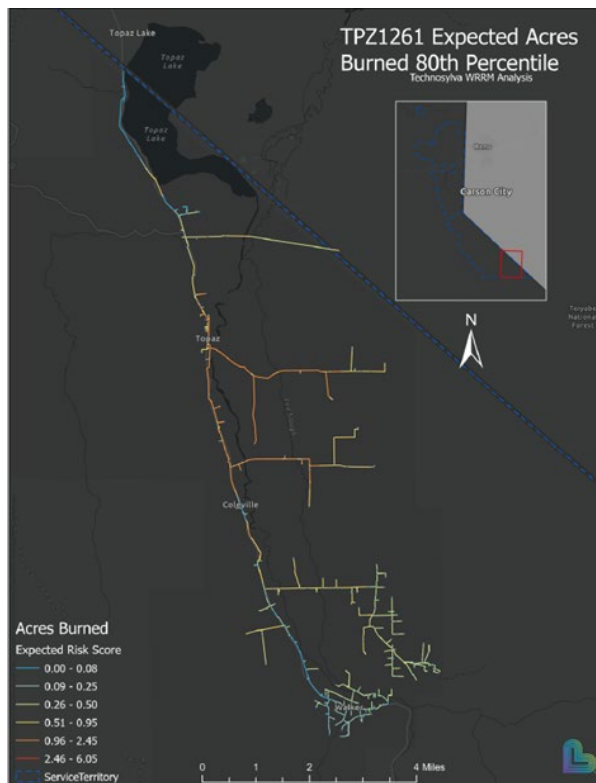 Topaz Lake
Topaz
Lake
TPZ1261 Expected Acres
Burned 80th Percentile
Technosylva WRRM Analysis
Topaz
Lake
Reno
Carson City
Toiyabe
National
Forest
N
Topaz
Coleville
Walker
Acres Burned
Expected Risk Score
0.00 - 0.08
0.09 - 0.25
0.26 - 0.50
0.51 - 0.95
0.96 - 2.45
2.46 - 6.05
ServiceTerritory
0 1 2 4 Miles